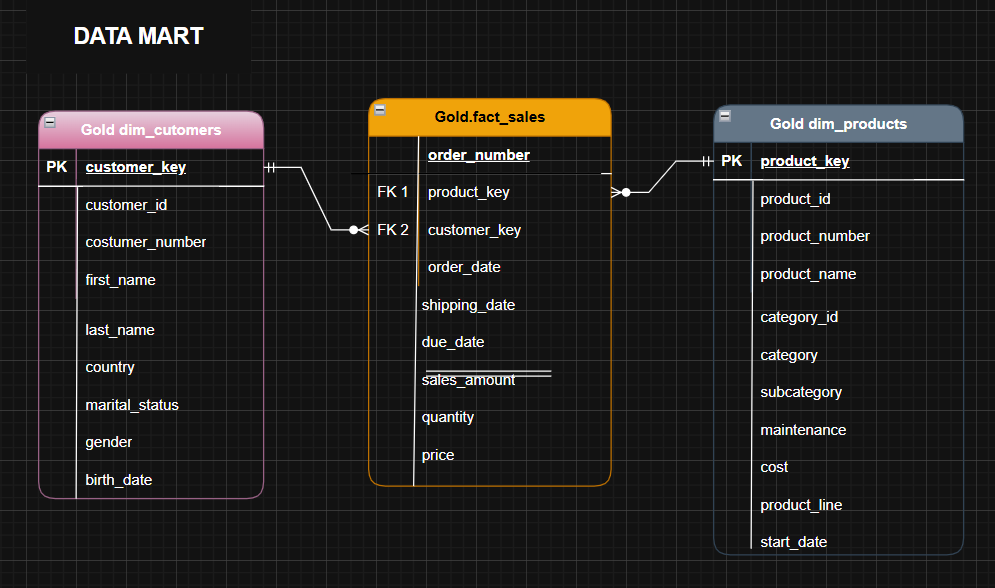 DATA MART
Gold dim_cutomers
PK customer_key
customer_id
costumer_number
first_name
last_name
country
marital_status
gender
birth_date
Gold.fact_sales
order_number
FK 1 product_key
FK 2 customer_key
order_date
shipping_date
due_date
sales_amount
quantity
price
Gold dim_products
PK product_key
product_id
product_number
product_name
category_id
category
subcategory
maintenance
cost
product_line
start_date